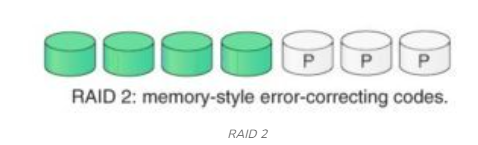 P P P
RAID 2: memory-style error-correcting codes.
RAID 2